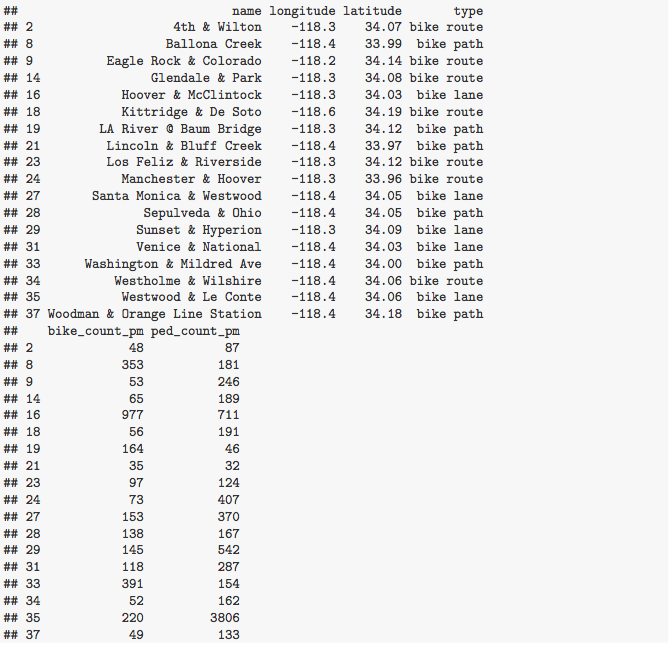 ##                            name longitude latitude       type
## 2                  4th & Wilton    -118.3    34.07 bike route
## 8                 Ballona Creek    -118.4    33.99  bike path
## 9         Eagle Rock & Colorado    -118.2    34.14 bike route
## 14              Glendale & Park    -118.3    34.08 bike route
## 16          Hoover & McClintock    -118.3    34.03  bike lane
## 18          Kittridge & De Soto    -118.6    34.19 bike route
## 19       LA River @ Baum Bridge    -118.3    34.12  bike path
## 21        Lincoln & Bluff Creek    -118.4    33.97  bike path
## 23       Los Feliz & Riverside    -118.3    34.12 bike route
## 24          Manchester & Hoover    -118.3    33.96 bike route
## 27      Santa Monica & Westwood    -118.4    34.05  bike lane
## 28             Sepulveda & Ohio    -118.4    34.05  bike path
## 29            Sunset & Hyperion    -118.3    34.09  bike lane
## 31            Venice & National    -118.4    34.03  bike lane
## 33     Washington & Mildred Ave    -118.4    34.00  bike path
## 34         Westholme & Wilshire    -118.4    34.06 bike route
## 35          Westwood & Le Conte    -118.4    34.06  bike lane
## 37 Woodman & Orange Line Station    -118.4    34.18  bike path
##    bike_count_pm ped_count_pm
## 2             48           87
## 8            353          181
## 9             53          246
## 14            65          189
## 16           977          711
## 18            56          191
## 19           164           46
## 21            35           32
## 23            97          124
## 24            73          407
## 27           153          370
## 28           138          167
## 29           145          542
## 31           118          287
## 33           391          154
## 34            52          162
## 35           220         3806
## 37            49          133